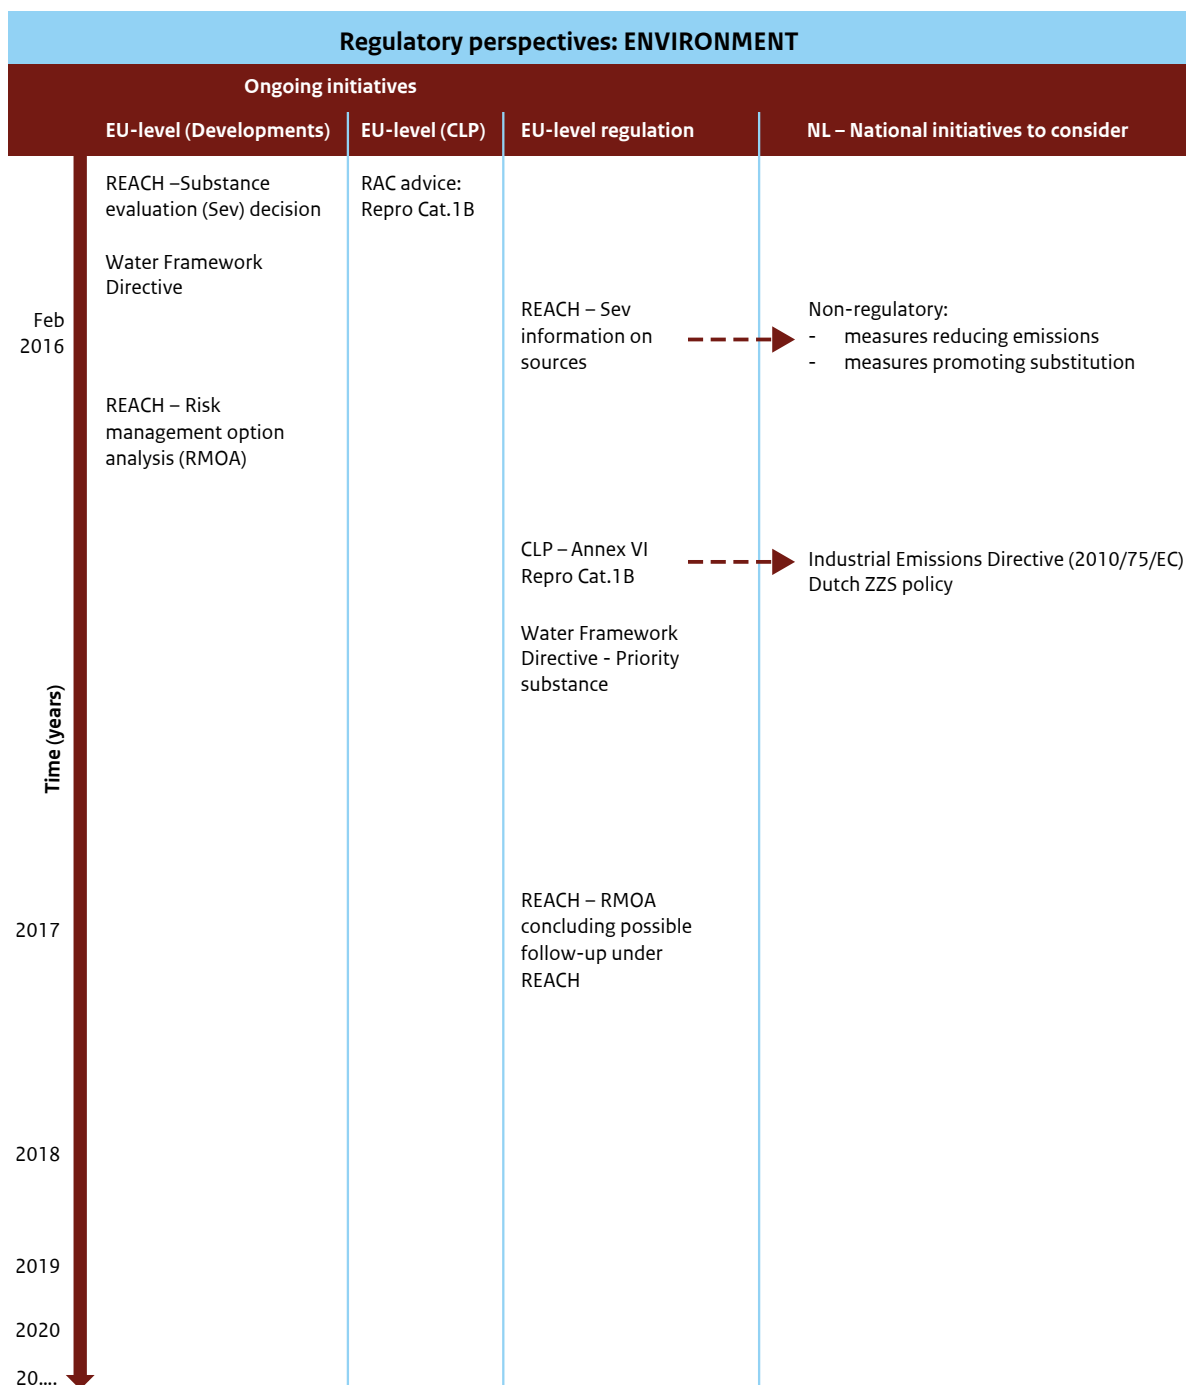 Regulatory perspectives: ENVIRONMENT
Ongoing initiatives
EU-level (Developments)
EU-level (CLP)
EU-level regulation
NL – National initiatives to consider
REACH –Substance
evaluation (Sev) decision
RAC advice:
Repro Cat.1B
Water Framework
Directive
Feb
2016
REACH – Sev
information on
sources
Non-regulatory:
- measures reducing emissions
- measures promoting substitution
REACH – Risk
management option
analysis (RMOA)
CLP – Annex VI
Repro Cat.1B
Industrial Emissions Directive (2010/75/EC)
Dutch ZZS policy
Water Framework
Directive - Priority
substance
Time (years)
2017
REACH – RMOA
concluding possible
follow-up under
REACH
2018
2019
2020
20....